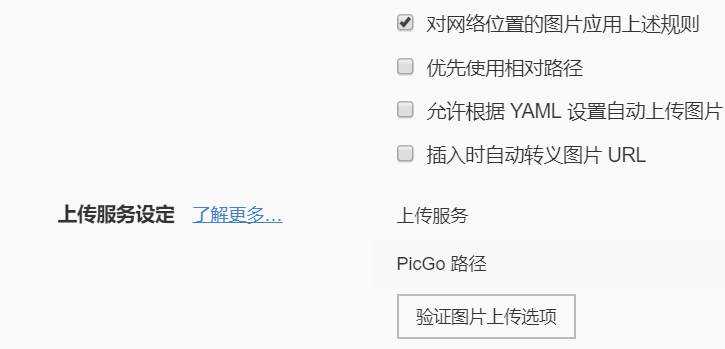 对网络位置的图片应用上述规则
优先使用相对路径
允许根据 YAML 设置自动上传图片
插入时自动转义图片 URL
上传服务设定 了解更多... 上传服务
PicGo 路径
验证图片上传选项